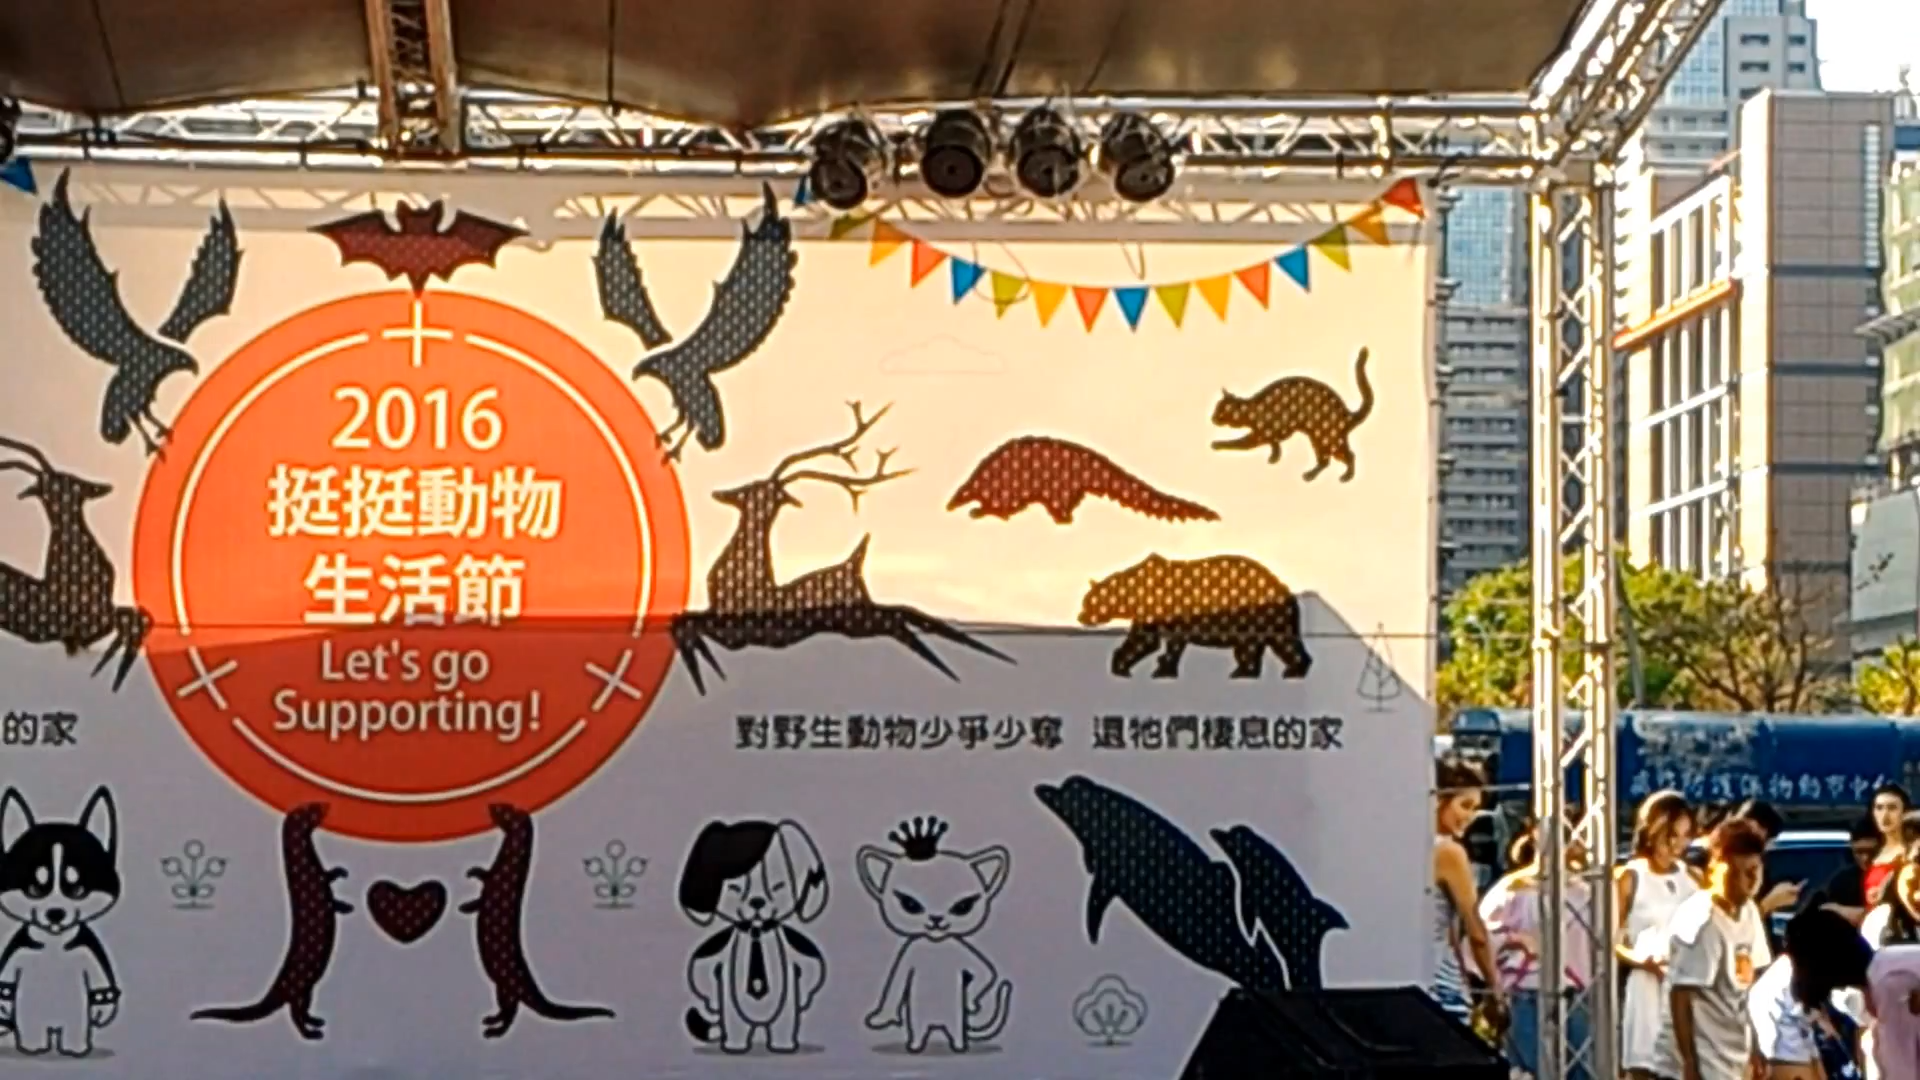 2016
挺挺動物
生活節
Let's go
Supporting!
的家
對野生動物少爭少奪 還牠們棲息的家